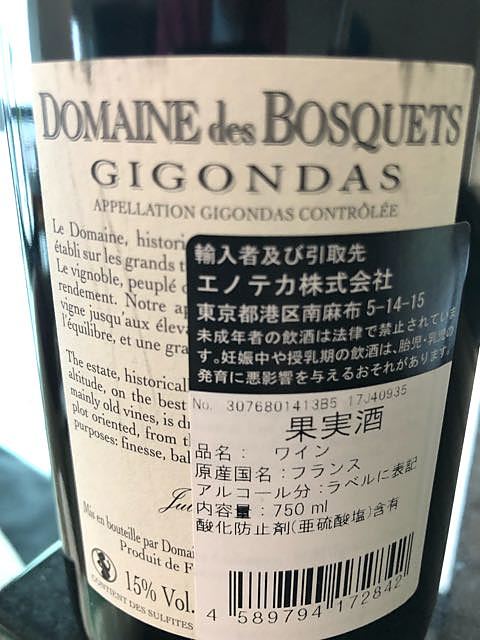 DOMAINE des BOSQUETS
GIGONDAS
APPELLATION GIGONDAS CONTRÔLÉE
Le Domaine, histori
établi sur les grands t
Le vignoble, peuplé d
rendement. Notre ap
vigne jusqu'aux élev
l'équilibre, et une gra
The estate, historical
altitude, on the best
mainly old vines, is d
plot oriented, from t
purposes: finesse, bal
Mis en bouteille par Domai
Produit de F
15% Vol.
CONTIENT DES SULFITES
輸入者及び引取先
エノテカ株式会社
東京都港区南麻布 5-14-15
未成年者の飲酒は法律で禁止されていま
す。妊娠中や授乳期の飲酒は、胎児・乳児の
発育に悪影響を与えるおそれがあります。
No. 3076801413B5 17J40935
果実酒
品名： ワイン
原産国名：フランス
アルコール分：ラベルに表記
内容量：750 ml
酸化防止剤(亜硫酸塩)含有
4 589794 172842